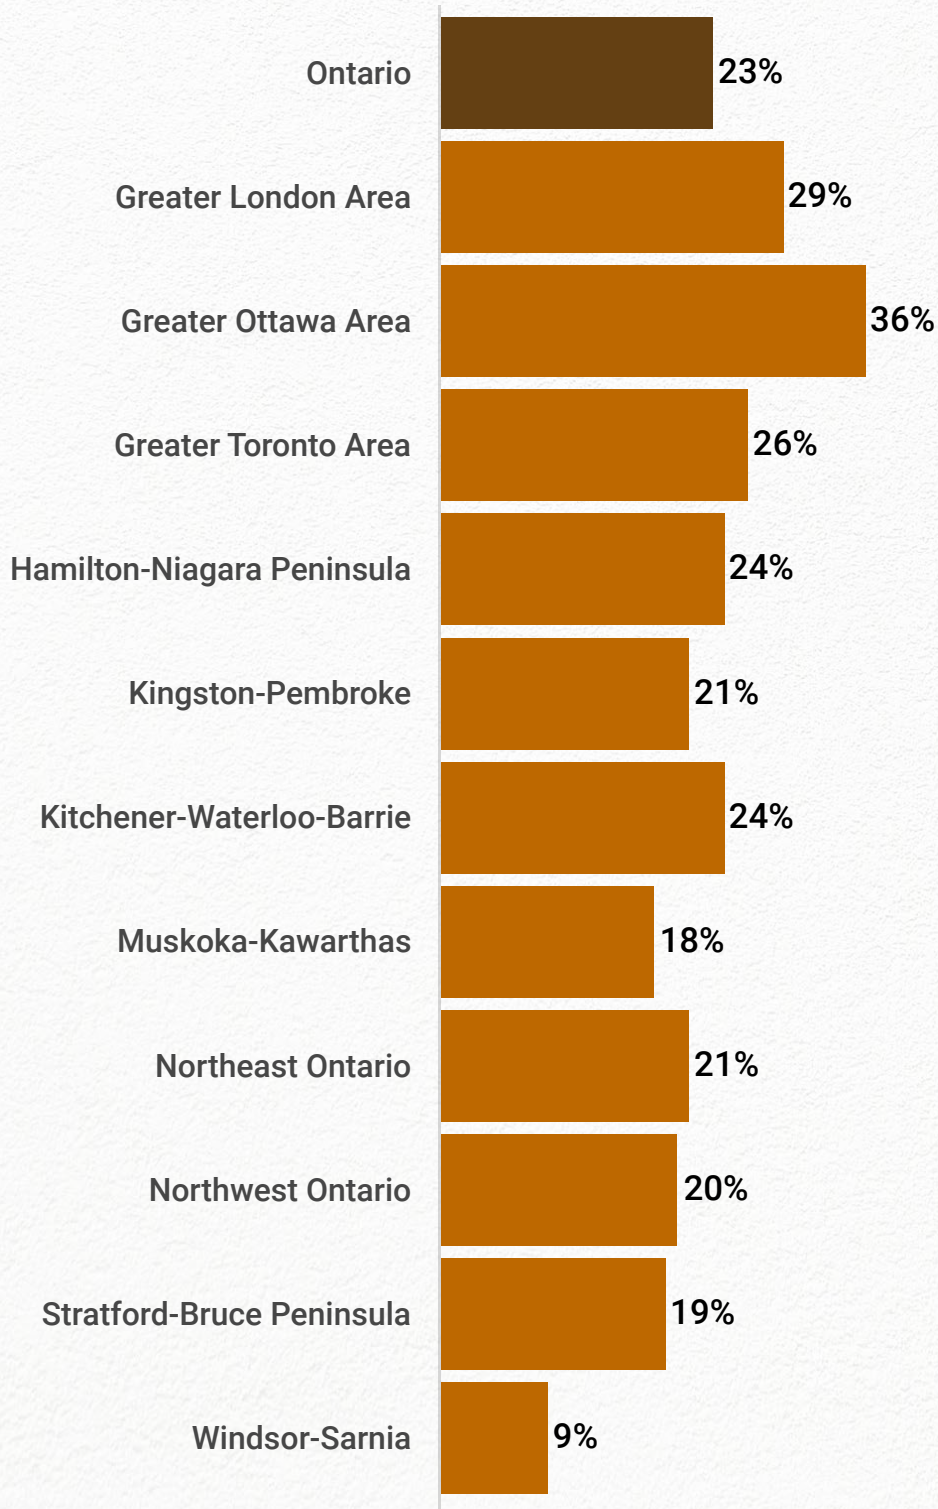 Ontario 23%
Greater London Area 29%
Greater Ottawa Area 36%
Greater Toronto Area 26%
Hamilton-Niagara Peninsula 24%
Kingston-Pembroke 21%
Kitchener-Waterloo-Barrie 24%
Muskoka-Kawarthas 18%
Northeast Ontario 21%
Northwest Ontario 20%
Stratford-Bruce Peninsula 19%
Windsor-Sarnia 9%